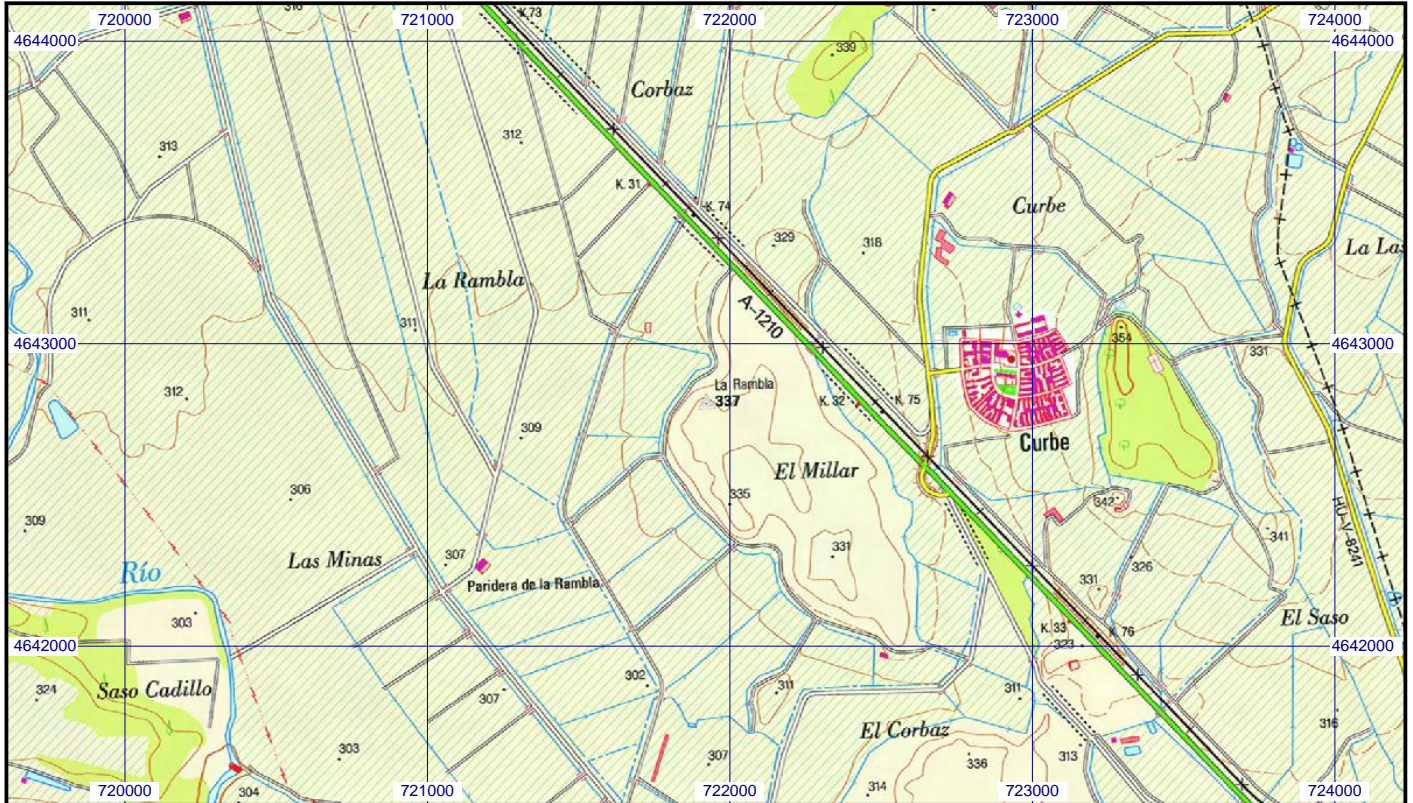 720000
721000
722000
723000
724000
316
K.73
4644000
4644000
339
Corbaz
312
313
K. 31
K. 74
Curbe
329
318
La Las
La Rambla
A-1210
311
311
4643000
4643000
354
331
La Rambla
337
312
K. 32
K. 75
309
Curbe
El Millar
306
335
342
309
341
HU-V-8241
331
307
326
Las Minas
Río
Paridera de la Rambla
331
303
El Saso
K. 33
K. 76
4642000
323
4642000
302
311
311
324
Saso Cadillo
307
316
El Corbaz
303
307
336
313
314
304
720000
721000
722000
723000
724000